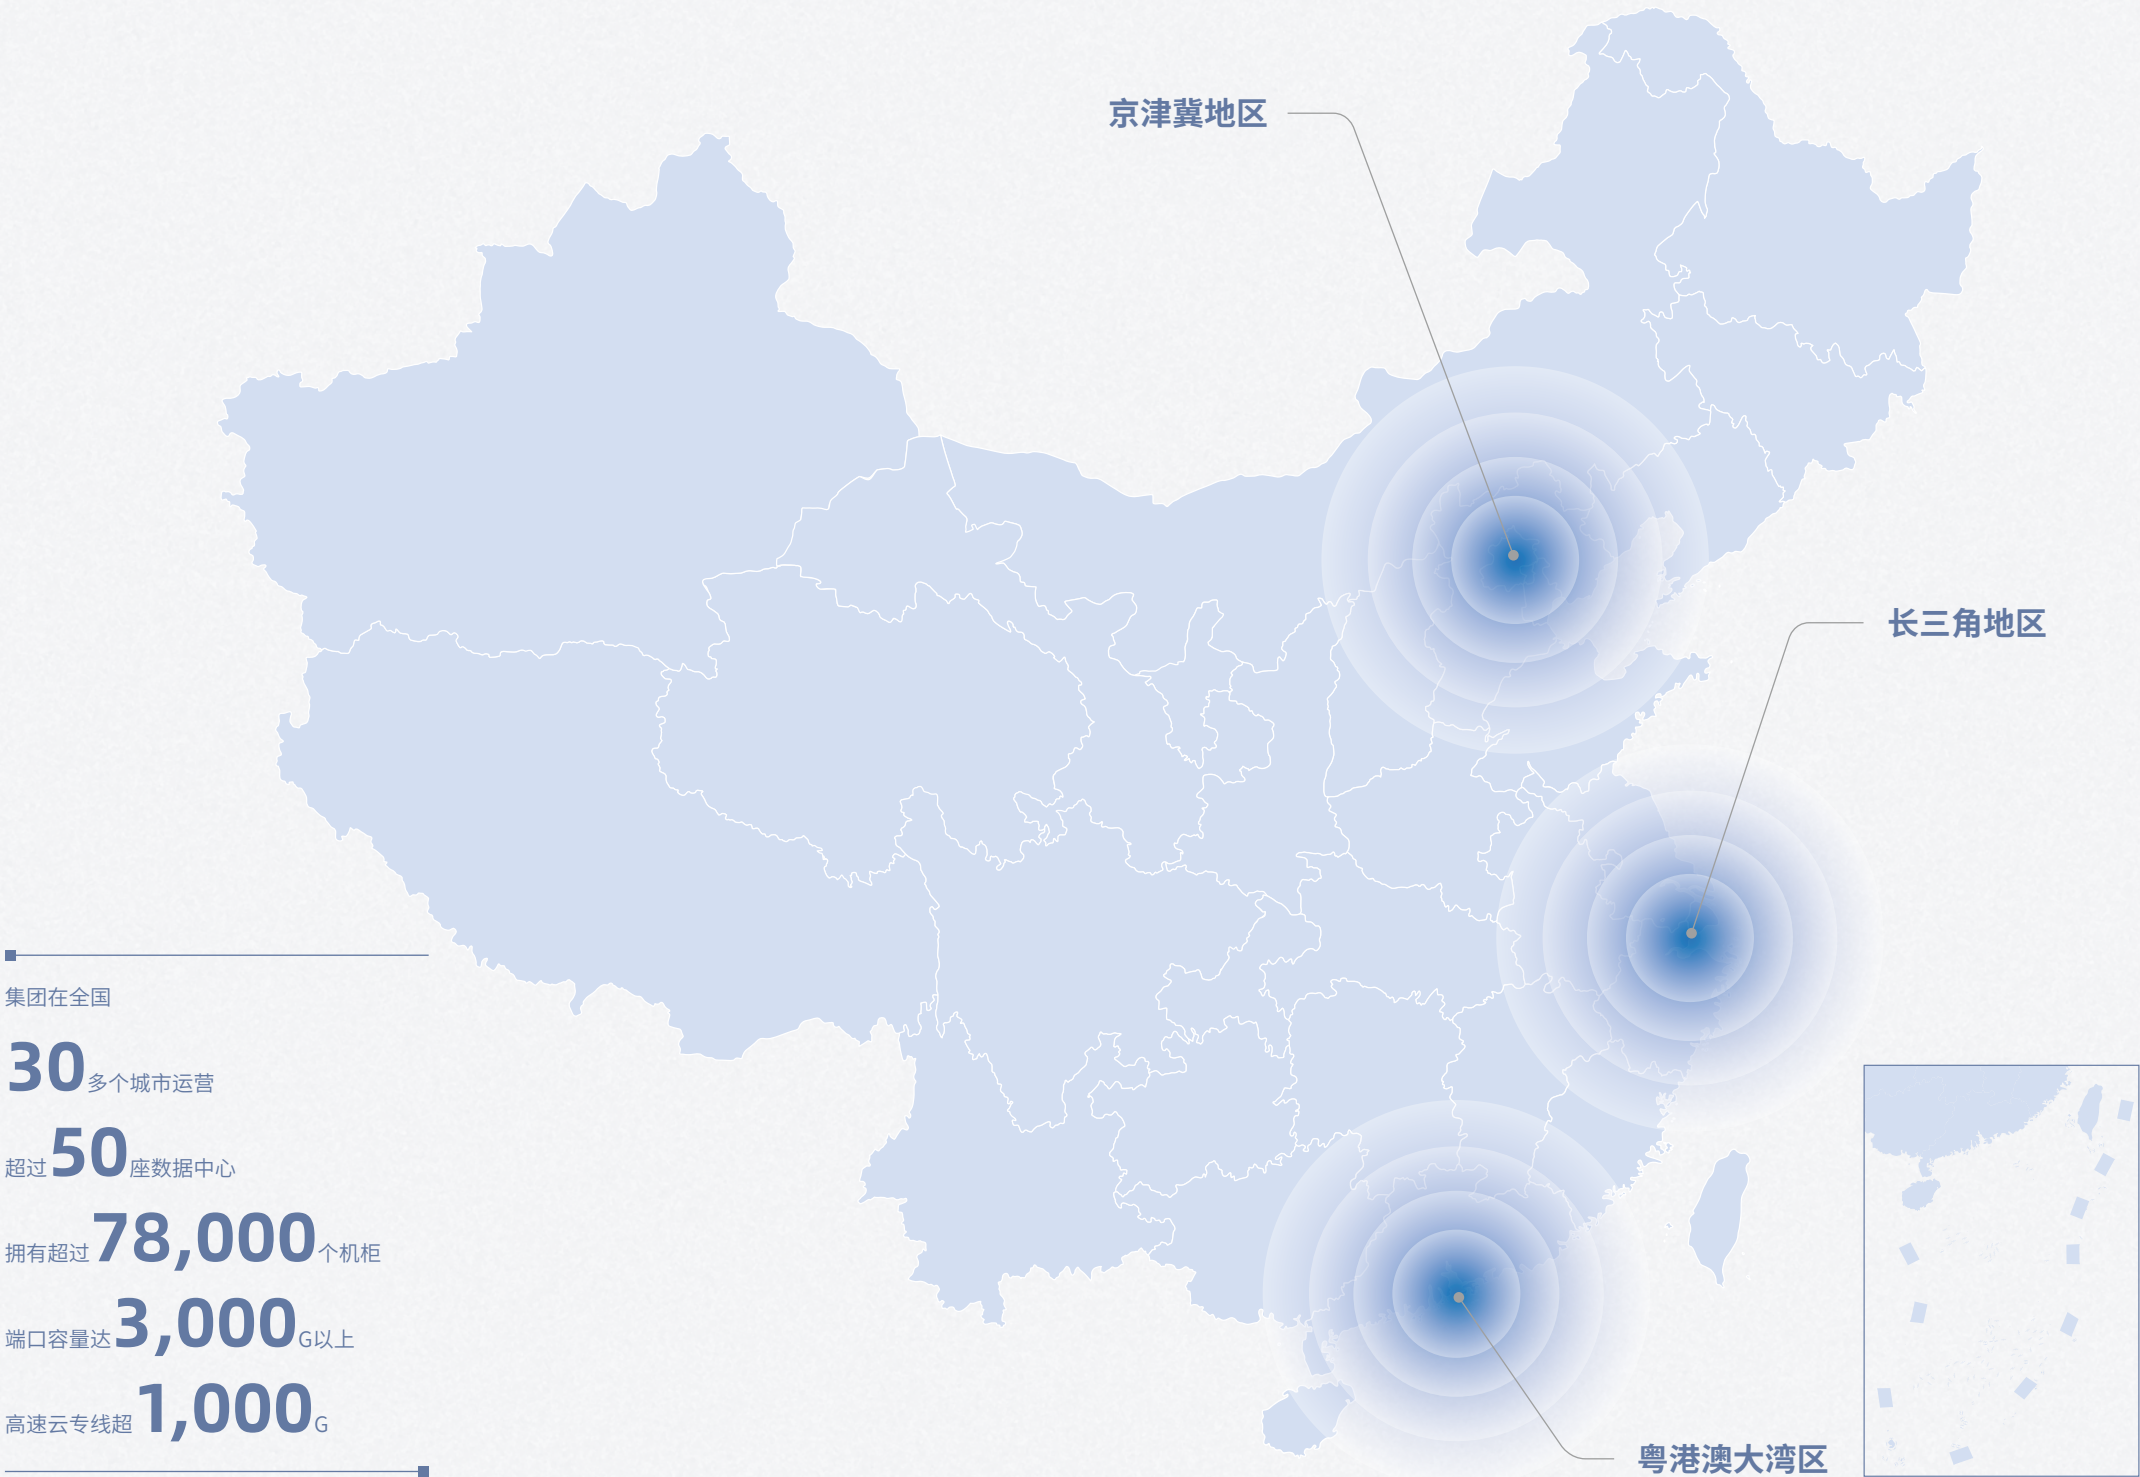 京津冀地区
长三角地区
集团在全国
30多个城市运营
超过50座数据中心
拥有超过78,000个机柜
端口容量达3,000G以上
高速云专线超1,000G
粤港澳大湾区